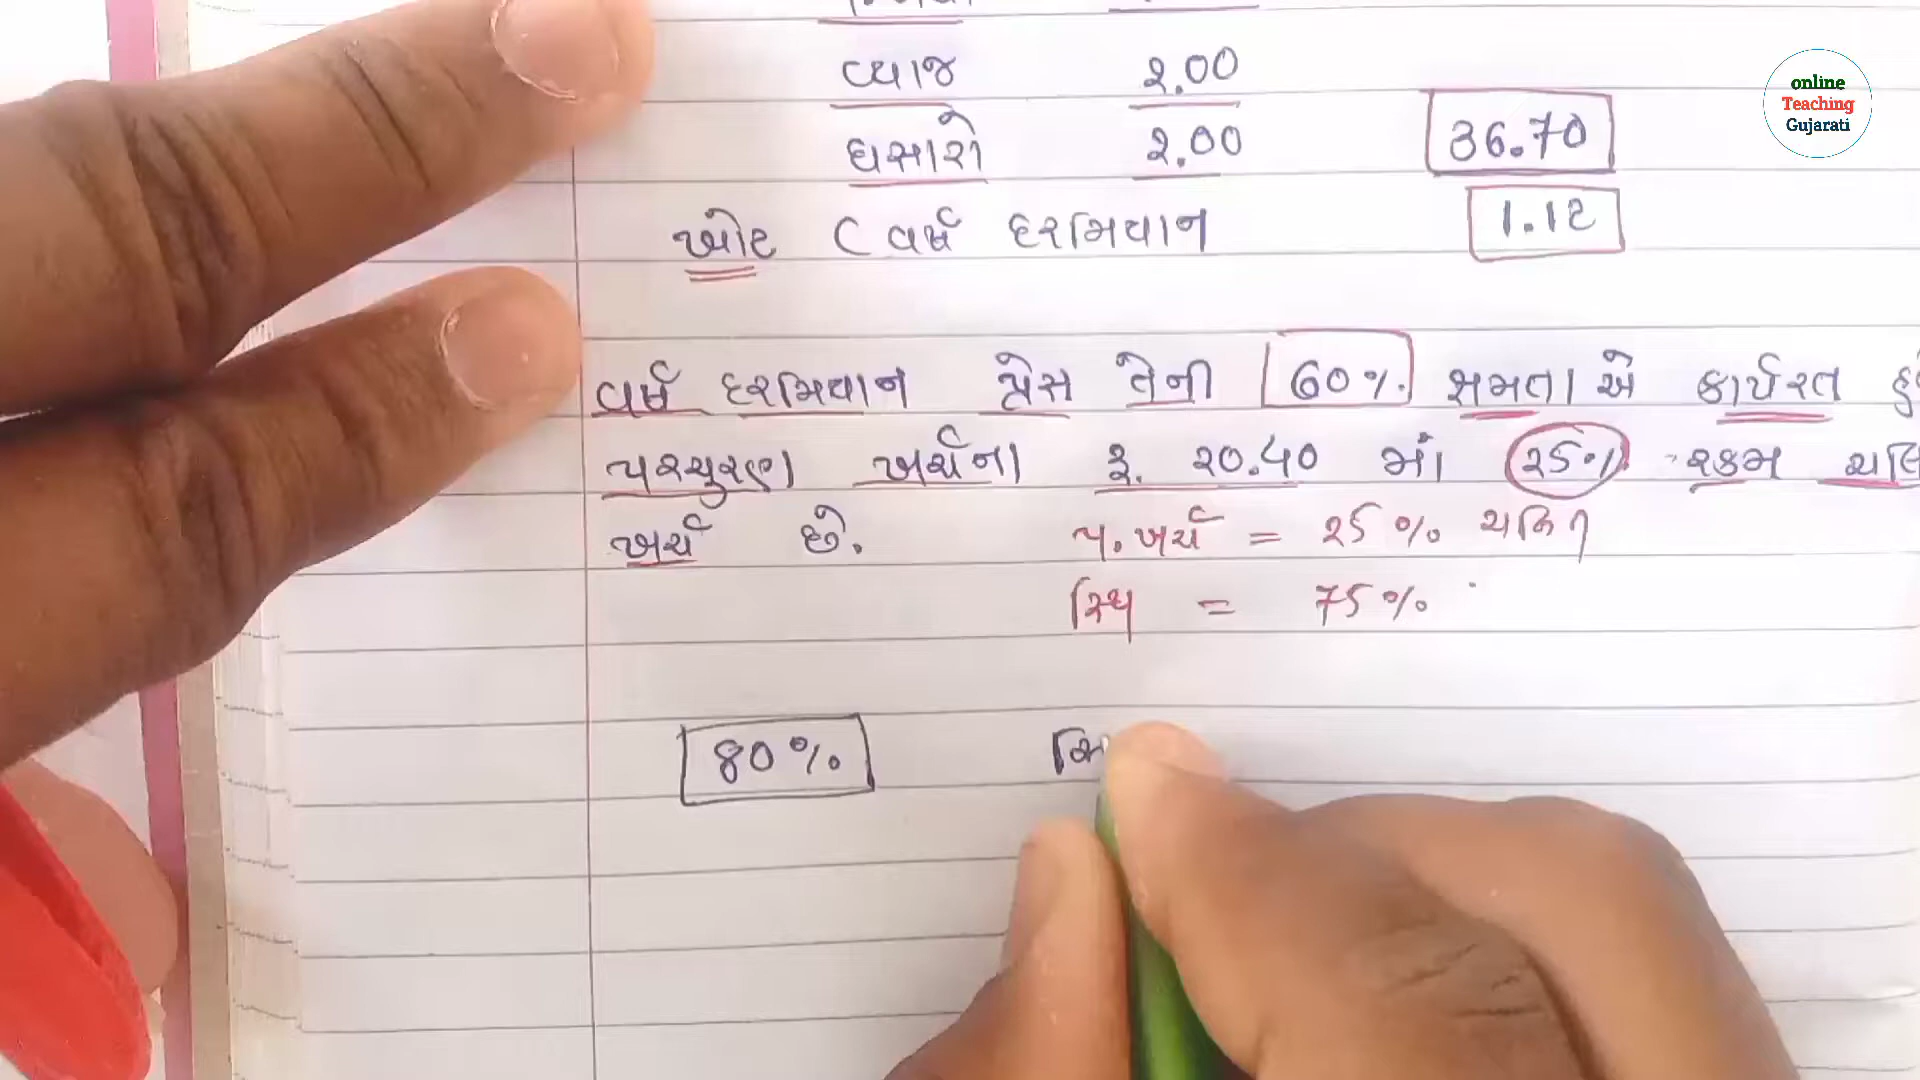 વ્યાજ 2.00
ઘસારો 2.00 36.70
ખોટ ( વર્ષ દરમિયાન 1.12
વર્ષ દરમિયાન પ્રેસ તેની 60% ક્ષમતાએ કાર્યરત
પરચુરણ ખર્ચના રૂ. 20.40 માં 25% રકમ
ખર્ચ છે. પ. ખર્ચ = 25% ચલિત
સ્થિ = 75%
80%
online
Teaching
Gujarati